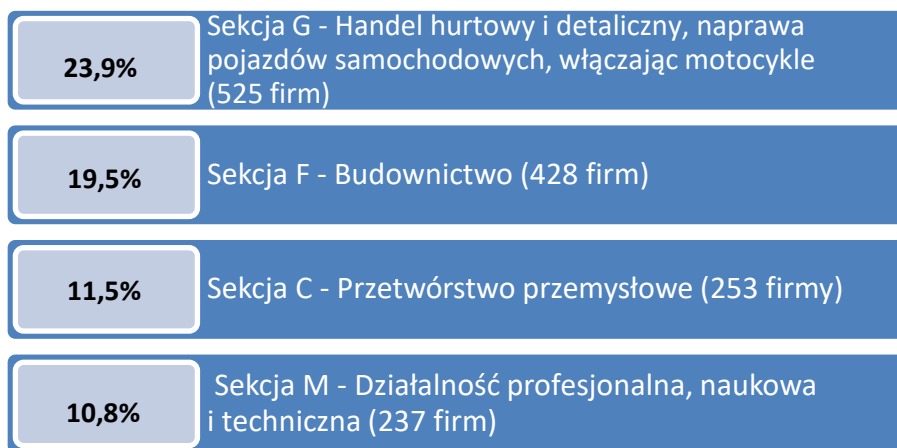 23,9%
Sekcja G - Handel hurtowy i detaliczny, naprawa
pojazdów samochodowych, włączając motocykle
(525 firm)
19,5%
Sekcja F - Budownictwo (428 firm)
11,5%
Sekcja C - Przetwórstwo przemysłowe (253 firmy)
10,8%
Sekcja M - Działalność profesjonalna, naukowa
i techniczna (237 firm)